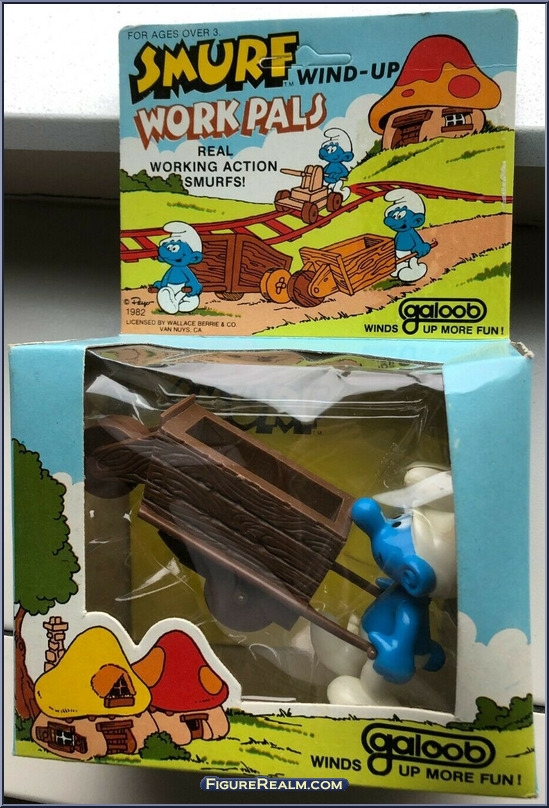 FOR AGES OVER 3.
SMURF™ WIND-UP
WORK PALS
REAL
WORKING ACTION
SMURFS!
© Peyo
1982
LICENSED BY WALLACE BERRIE & CO.
VAN NUYS, CA
galoob
WINDS UP MORE FUN!
galoob
WINDS UP MORE FUN!
FIGUREREALM.COM